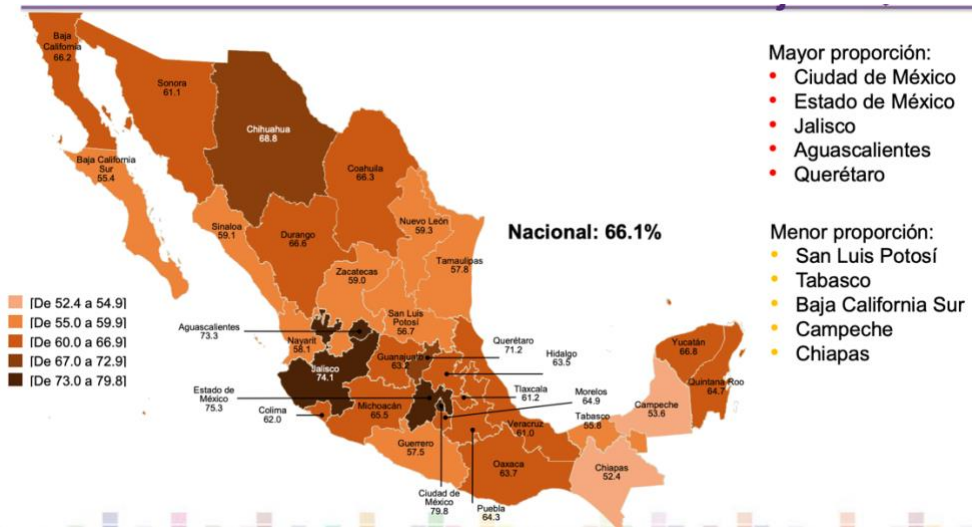 Baja
California
66.2
Sonora
61.1
Chihuahua
68.8
Coahuila
66.3
Baja California
Sur
55.4
Sinaloa
59.1
Durango
66.6
Nuevo León
59.3
Tamaulipas
57.8
Zacatecas
59.0
San Luis
Potosí
56.7
Nacional: 66.1%
Mayor proporción:
• Ciudad de México
• Estado de México
• Jalisco
• Aguascalientes
• Querétaro
Menor proporción:
• San Luis Potosí
• Tabasco
• Baja California Sur
• Campeche
• Chiapas
[De 52.4 a 54.9]
[De 55.0 a 59.9]
[De 60.0 a 66.9]
[De 67.0 a 72.9]
[De 73.0 a 79.8]
Aguascalientes
73.3
Nayarit
58.1
Jalisco
74.1
Guanajuato
63.2
Querétaro
71.2
Hidalgo
63.5
Estado de
México
75.3
Colima
62.0
Michoacán
65.5
Tlaxcala
61.2
Morelos
64.9
Veracruz
61.0
Guerrero
57.5
Ciudad de
México
79.8
Puebla
64.3
Oaxaca
63.7
Tabasco
55.8
Chiapas
52.4
Campeche
53.6
Yucatán
66.8
Quintana Roo
64.7